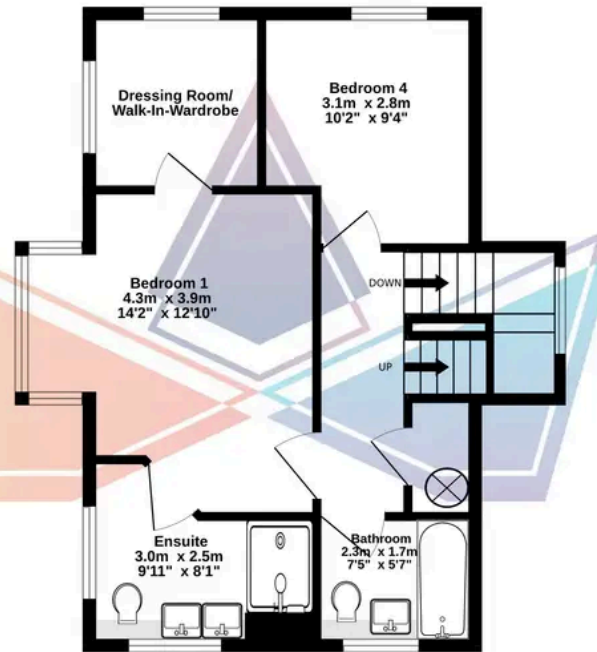 Dressing Room/
Walk-In-Wardrobe
Bedroom 4
3.1m x 2.8m
10'2" x 9'4"
Bedroom 1
4.3m x 3.9m
14'2" x 12'10"
DOWN
UP
Ensuite
3.0m x 2.5m
9'11" x 8'1"
Bathroom
2.3m x 1.7m
7'5" x 5'7"